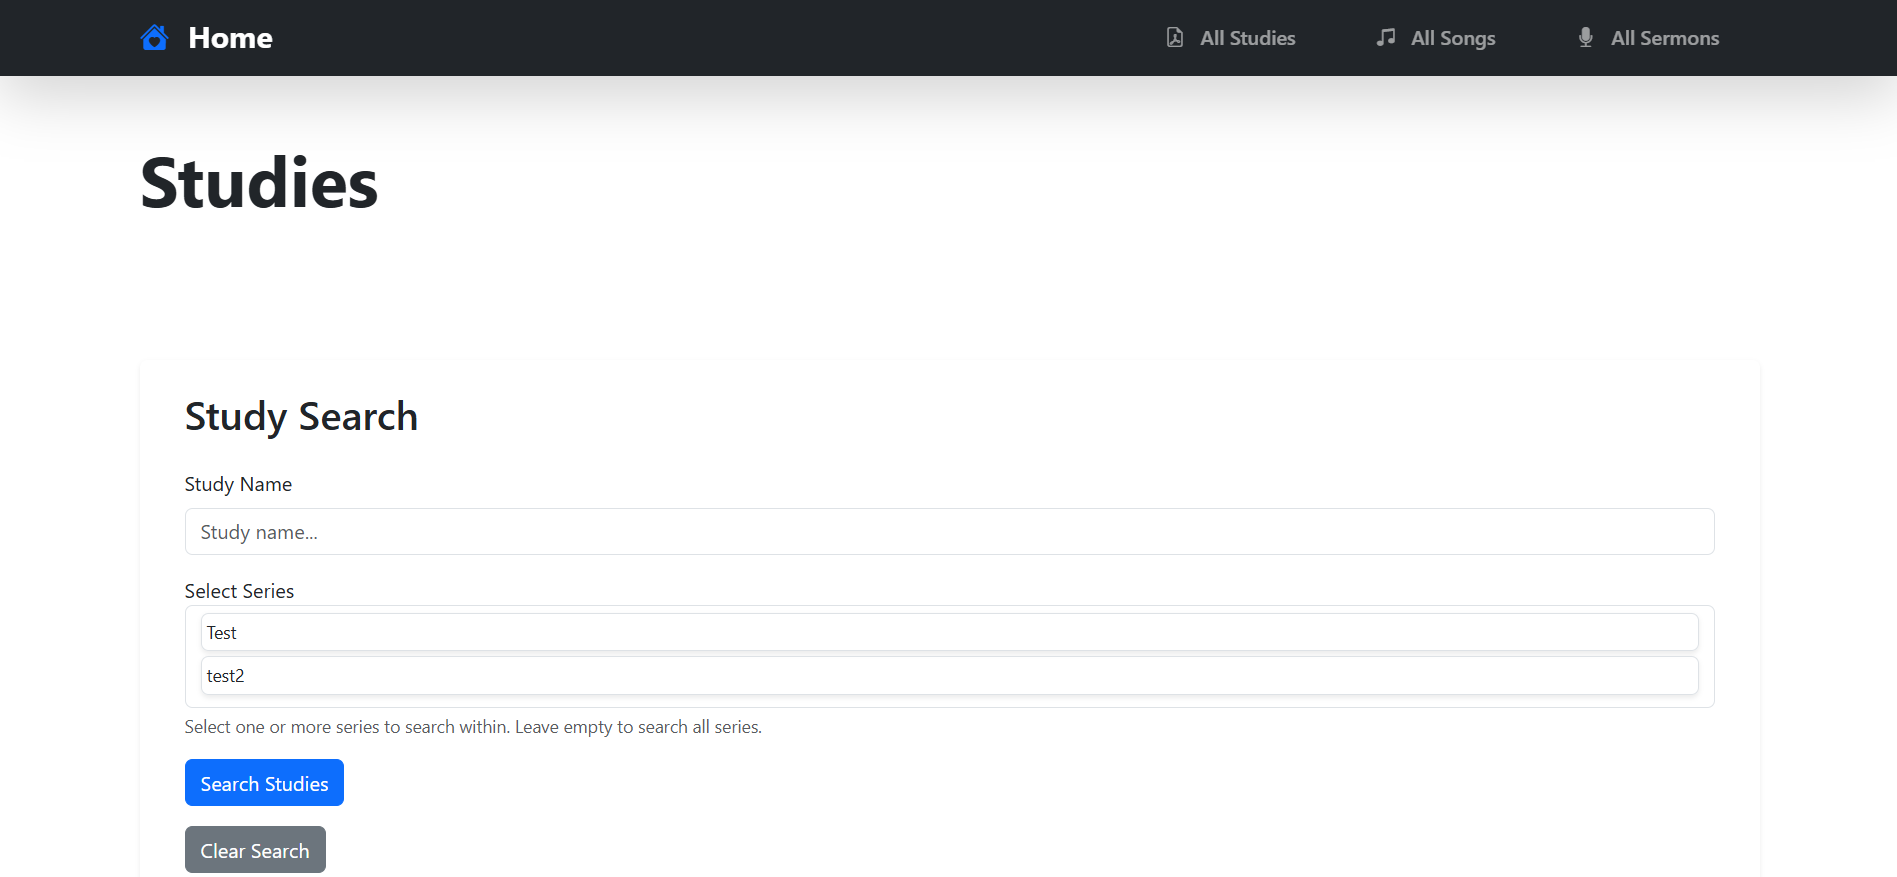 Home All Studies All Songs All Sermons
Studies
Study Search
Study Name
Study name...
Select Series
Test
test2
Select one or more series to search within. Leave empty to search all series.
Search Studies
Clear Search